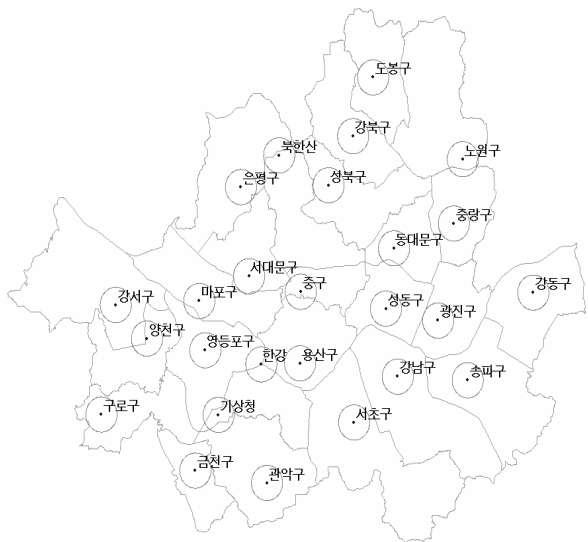 도봉구
강북구
북한산
노원구
은평구
성북구
중랑구
동대문구
서대문구
중구
강동구
강서구
마포구
성동구
광진구
양천구
영등포구
한강
용산구
강남구
송파구
구로구
기상청
서초구
금천구
관악구